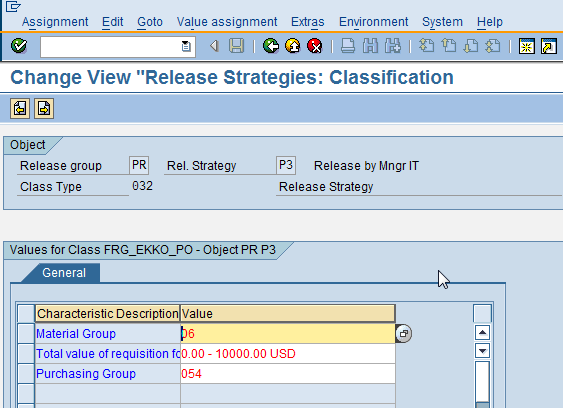 Assignment Edit Goto Value assignment Extras Environment System Help
Change View "Release Strategies: Classification
Object
Release group PR Rel. Strategy P3 Release by Mngr IT
Class Type 032 Release Strategy
Values for Class FRG_EKKO_PO - Object PR P3
General
Characteristic Description Value
Material Group 06
Total value of requisition fo 0.00 - 10000.00 USD
Purchasing Group 054